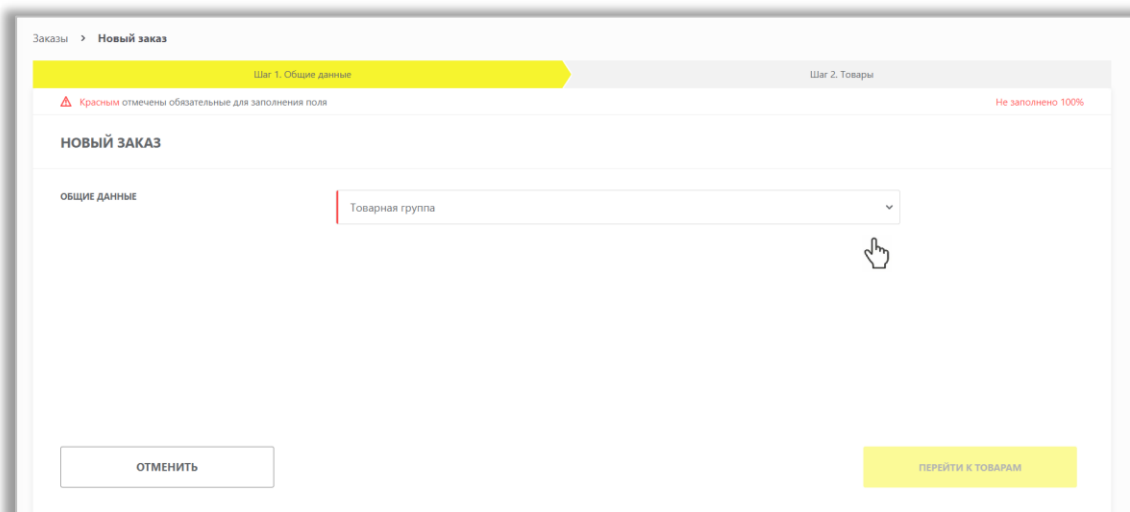 Заказы > Новый заказ
Шаг 1. Общие данные
Шаг 2. Товары
Красным отмечены обязательные для заполнения поля
Не заполнено 100%
НОВЫЙ ЗАКАЗ
ОБЩИЕ ДАННЫЕ
Товарная группа
ОТМЕНИТЬ
ПЕРЕЙТИ К ТОВАРАМ